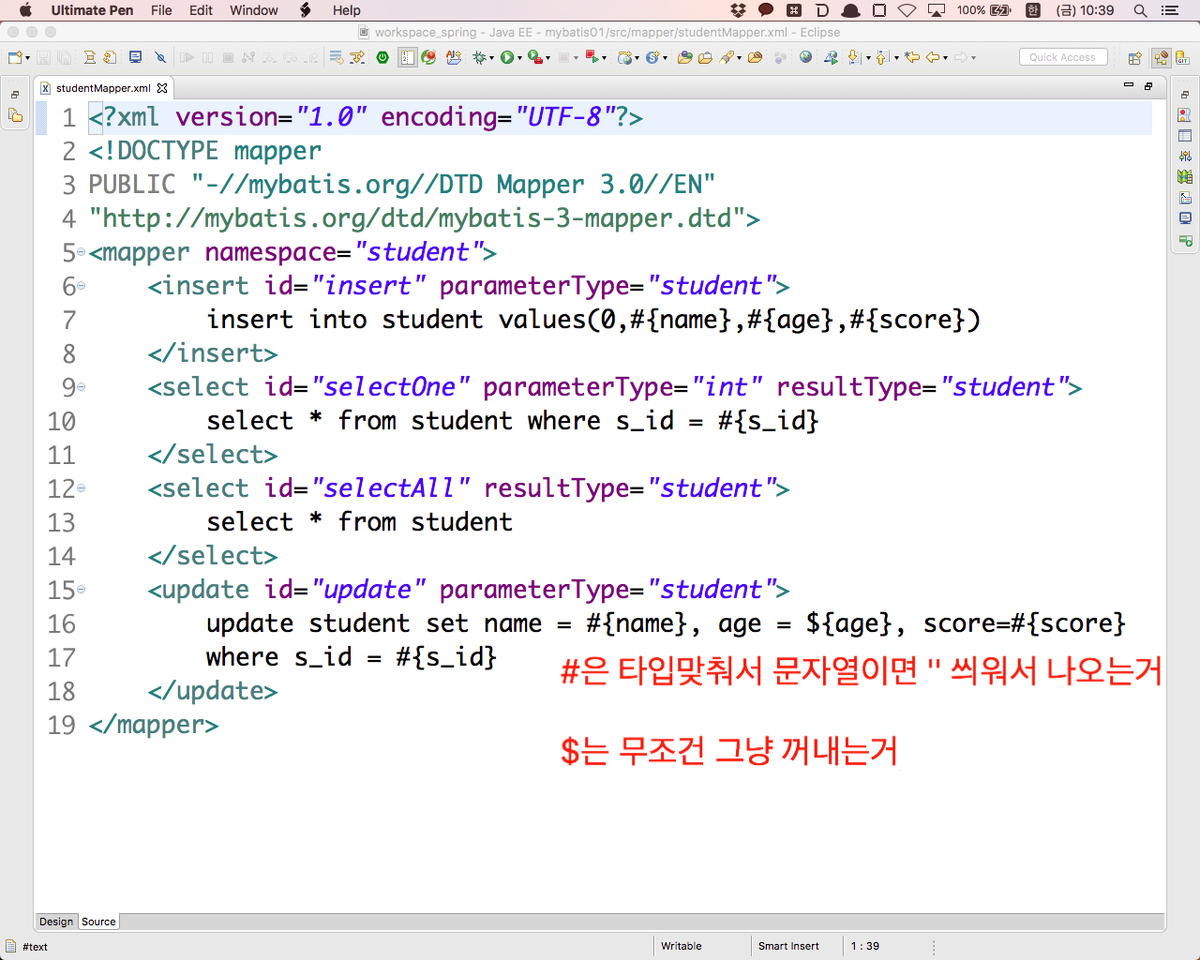 Ultimate Pen File Edit Window Help 100% 한 (금) 10:39
workspace_spring - Java EE - mybatis01/src/mapper/studentMapper.xml - Eclipse
Quick Access
studentMapper.xml
1 <?xml version="1.0" encoding="UTF-8"?>
2 <!DOCTYPE mapper
3 PUBLIC "-//mybatis.org//DTD Mapper 3.0//EN"
4 "http://mybatis.org/dtd/mybatis-3-mapper.dtd">
5 <mapper namespace="student">
6 <insert id="insert" parameterType="student">
7 insert into student values(0,#{name},#{age},#{score})
8 </insert>
9 <select id="selectOne" parameterType="int" resultType="student">
10 select * from student where s_id = #{s_id}
11 </select>
12 <select id="selectAll" resultType="student">
13 select * from student
14 </select>
15 <update id="update" parameterType="student">
16 update student set name = #{name}, age = ${age}, score=#{score}
17 where s_id = #{s_id}
#은 타입맞춰서 문자열이면 '' 씌워서 나오는거
18 </update>
19 </mapper>
$는 무조건 그냥 꺼내는거
Design Source
#text Writable Smart Insert 1 : 39